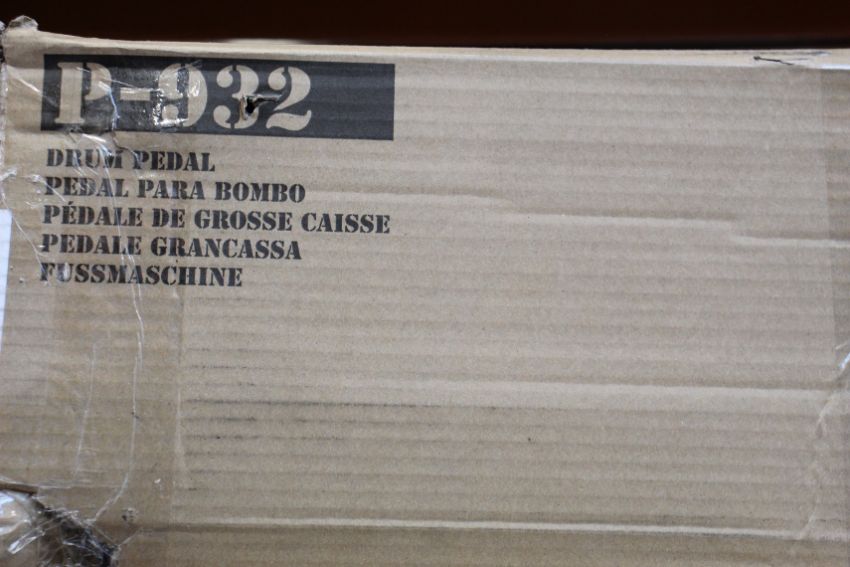 P-932
DRUM PEDAL
PEDAL PARA BOMBO
PÉDALE DE GROSSE CAISSE
PEDALE GRANCASSA
FUSSMASCHINE